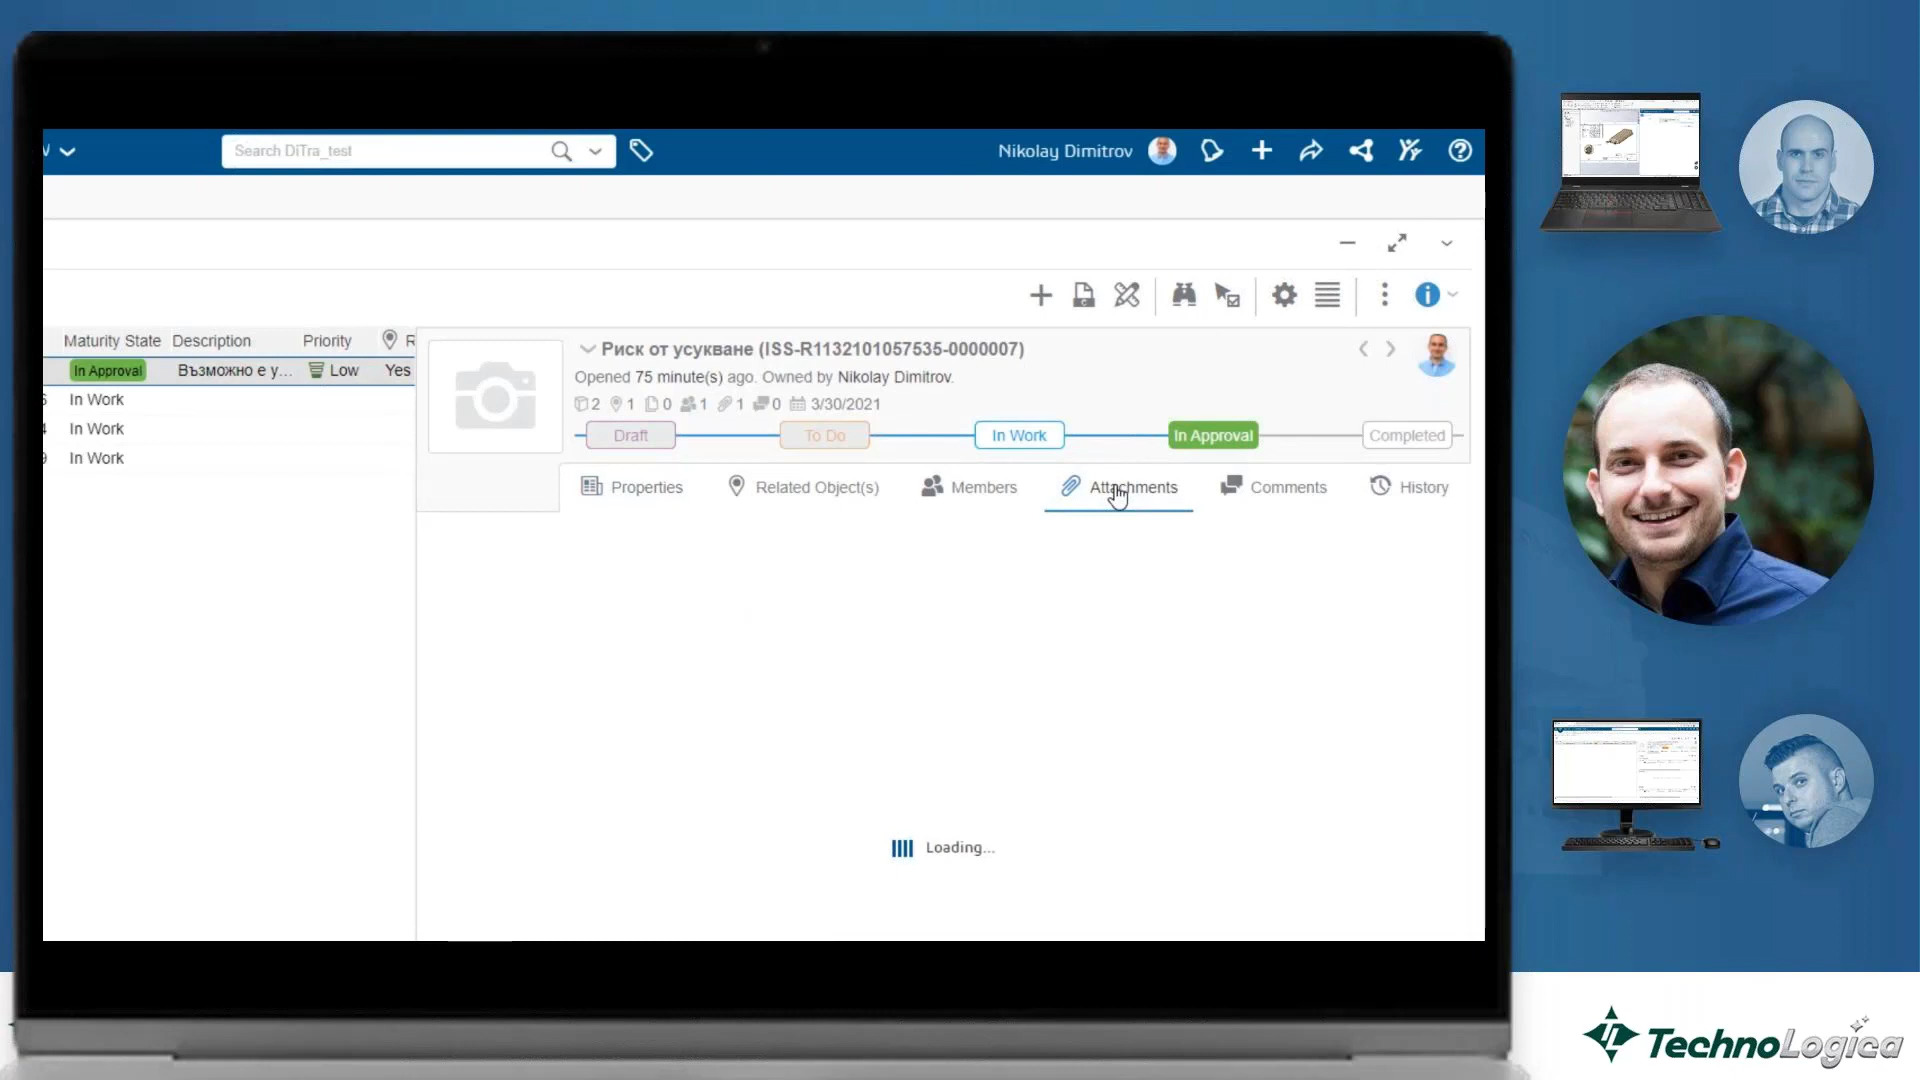 Search DiTra_test
Nikolay Dimitrov
Maturity State Description Priority R
In Approval Възможно е у... Low Yes
6 In Work
4 In Work
9 In Work
Риск от усукване (ISS-R1132101057535-0000007)
Opened 75 minute(s) ago. Owned by Nikolay Dimitrov.
2 1 0 1 1 0 3/30/2021
Draft To Do In Work In Approval Completed
Properties Related Object(s) Members Attachments Comments History
Loading...
TechnoLogica